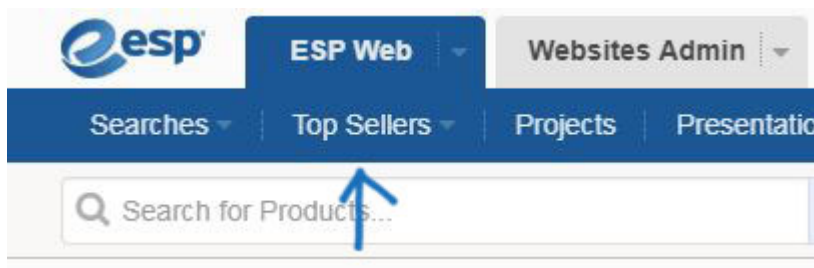 esp ESP Web Websites Admin
Searches Top Sellers Projects
Search for Products...